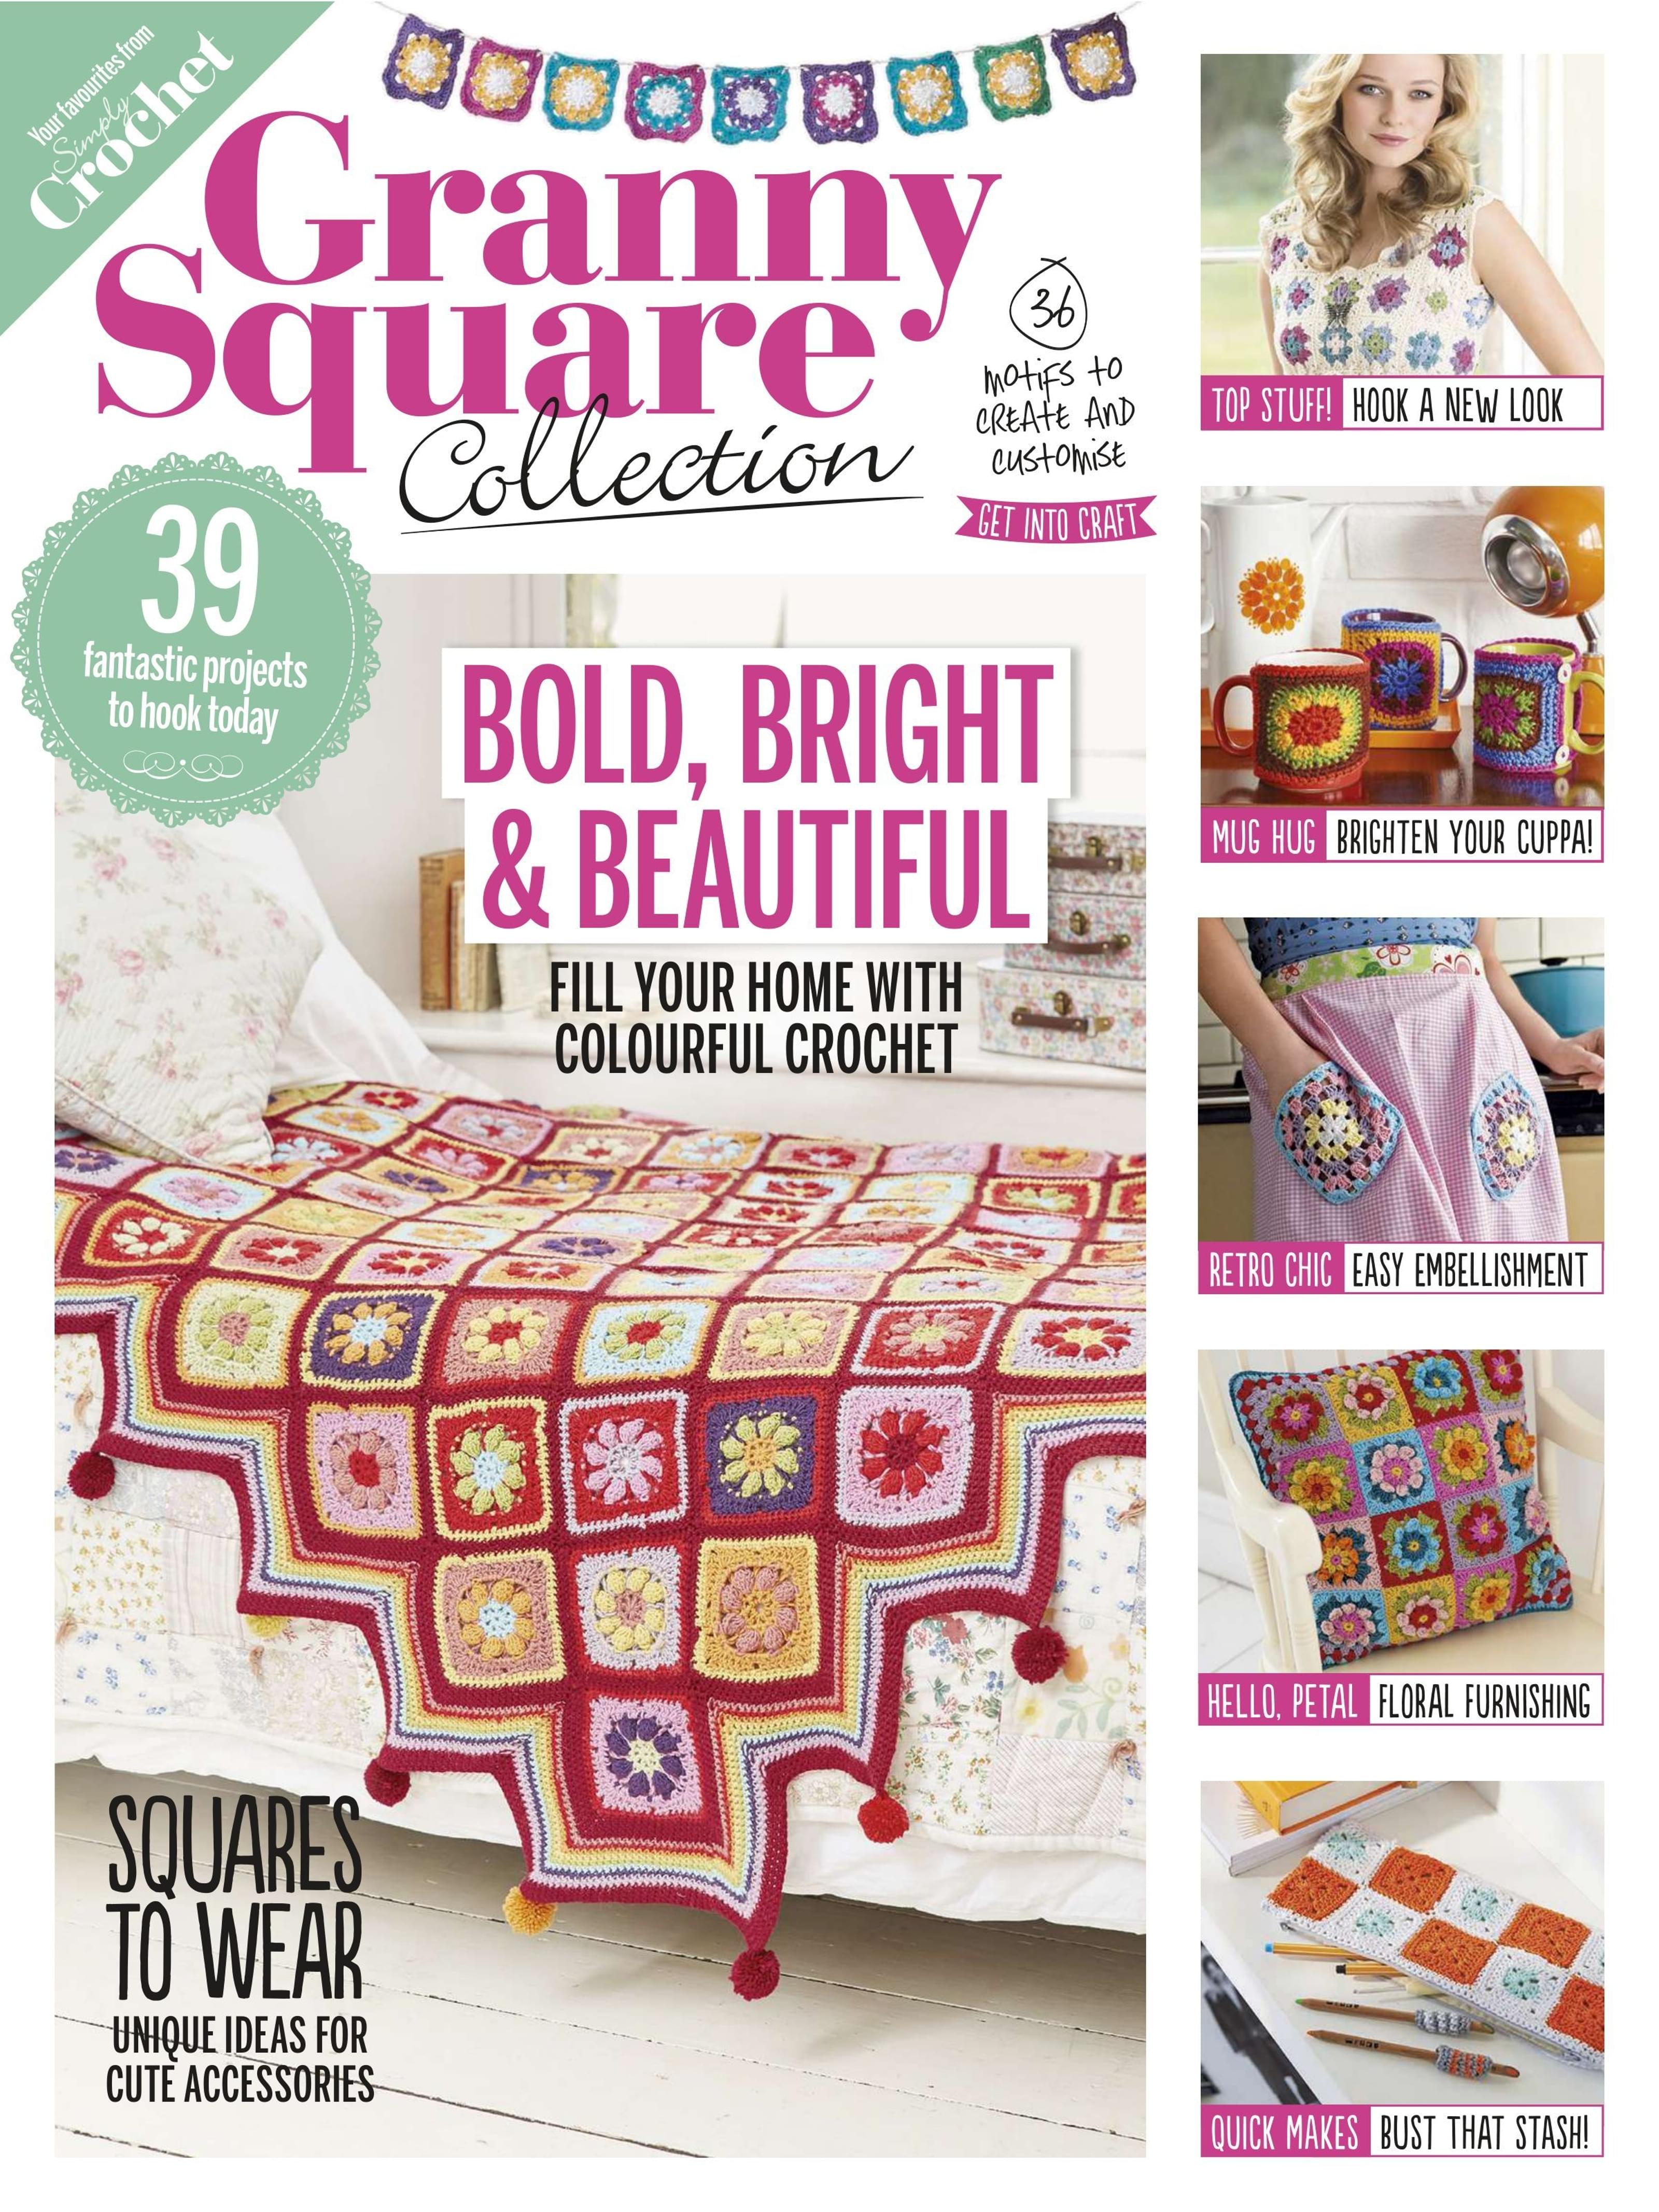 Your favourites from
Simply
Crochet
Granny
Square
Collection
36
MOTIFS TO
CREATE AND
CUSTOMISE
GET INTO CRAFT
39
fantastic projects
to hook today
BOLD, BRIGHT
& BEAUTIFUL
FILL YOUR HOME WITH
COLOURFUL CROCHET
SQUARES
TO WEAR
UNIQUE IDEAS FOR
CUTE ACCESSORIES
TOP STUFF! HOOK A NEW LOOK
MUG HUG BRIGHTEN YOUR CUPPA!
RETRO CHIC EASY EMBELLISHMENT
HELLO, PETAL FLORAL FURNISHING
QUICK MAKES BUST THAT STASH!